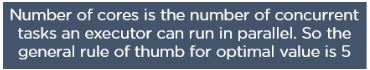 Number of cores is the number of concurrent
tasks an executor can run in parallel. So the
general rule of thumb for optimal value is 5